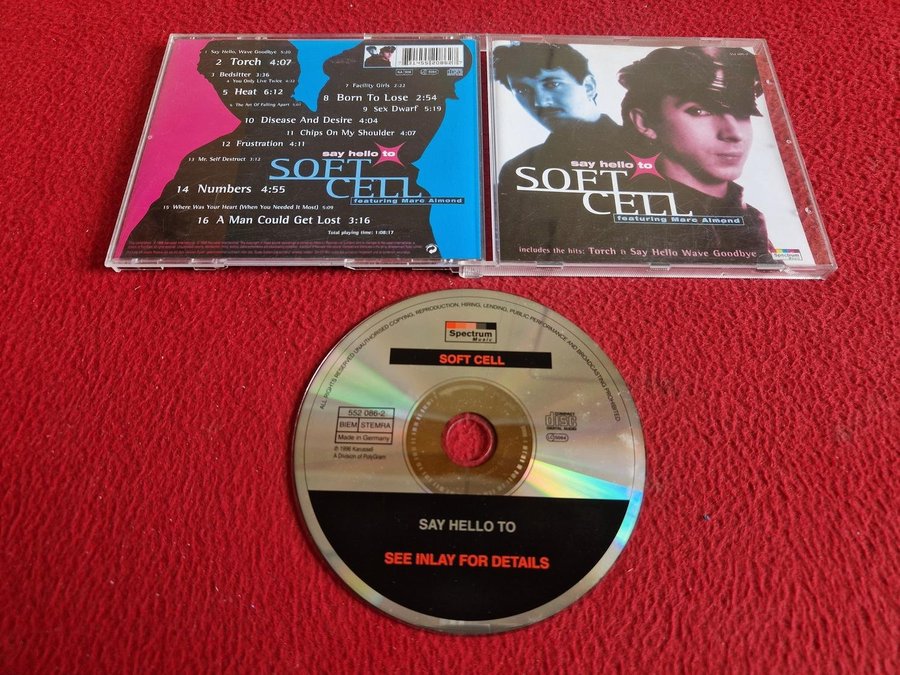 1 Say Hello, Wave Goodbye 5:20
2 Torch 4:07
3 Bedsitter 3:36
4 You Only Live Twice 4:32
5 Heat 6:12
6 The Art Of Falling Apart 5:01
7 Facility Girls 2:22
8 Born To Lose 2:54
9 Sex Dwarf 5:19
10 Disease And Desire 4:04
11 Chips On My Shoulder 4:07
12 Frustration 4:11
13 Mr. Self Destruct 3:12
14 Numbers 4:55
15 Where Was Your Heart (When You Needed It Most) 5:09
16 A Man Could Get Lost 3:16
Total playing time: 1:08:17
say hello to
SOFT
CELL
featuring Marc Almond
say hello to
SOFT
CELL
featuring Marc Almond
includes the hits: Torch & Say Hello Wave Goodbye
Spectrum
Music
ALL RIGHTS RESERVED UNAUTHORISED COPYING, REPRODUCTION, HIRING, LENDING, PUBLIC PERFORMANCE AND BROADCASTING PROHIBITED.
Spectrum
Music
SOFT CELL
552 086-2
BIEM STEMRA
Made in Germany
℗ 1996 Karussell
A Division of PolyGram
COMPACT
disc
DIGITAL AUDIO
LC 5064
SAY HELLO TO
SEE INLAY FOR DETAILS